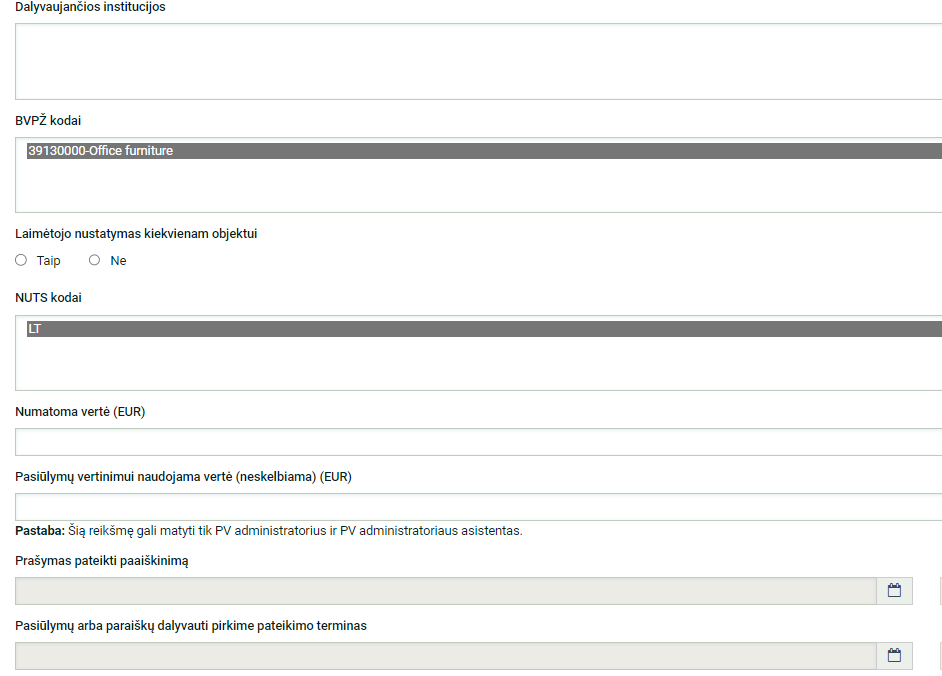 Dalyvaujančios institucijos
BVPŽ kodai
39130000-Office furniture
Laimėtojo nustatymas kiekvienam objektui
Taip Ne
NUTS kodai
LT
Numatoma vertė (EUR)
Pasiūlymų vertinimui naudojama vertė (neskelbiama) (EUR)
Pastaba: Šią reikšmę gali matyti tik PV administratorius ir PV administratoriaus asistentas.
Prašymas pateikti paaiškinimą
Pasiūlymų arba paraiškų dalyvauti pirkime pateikimo terminas